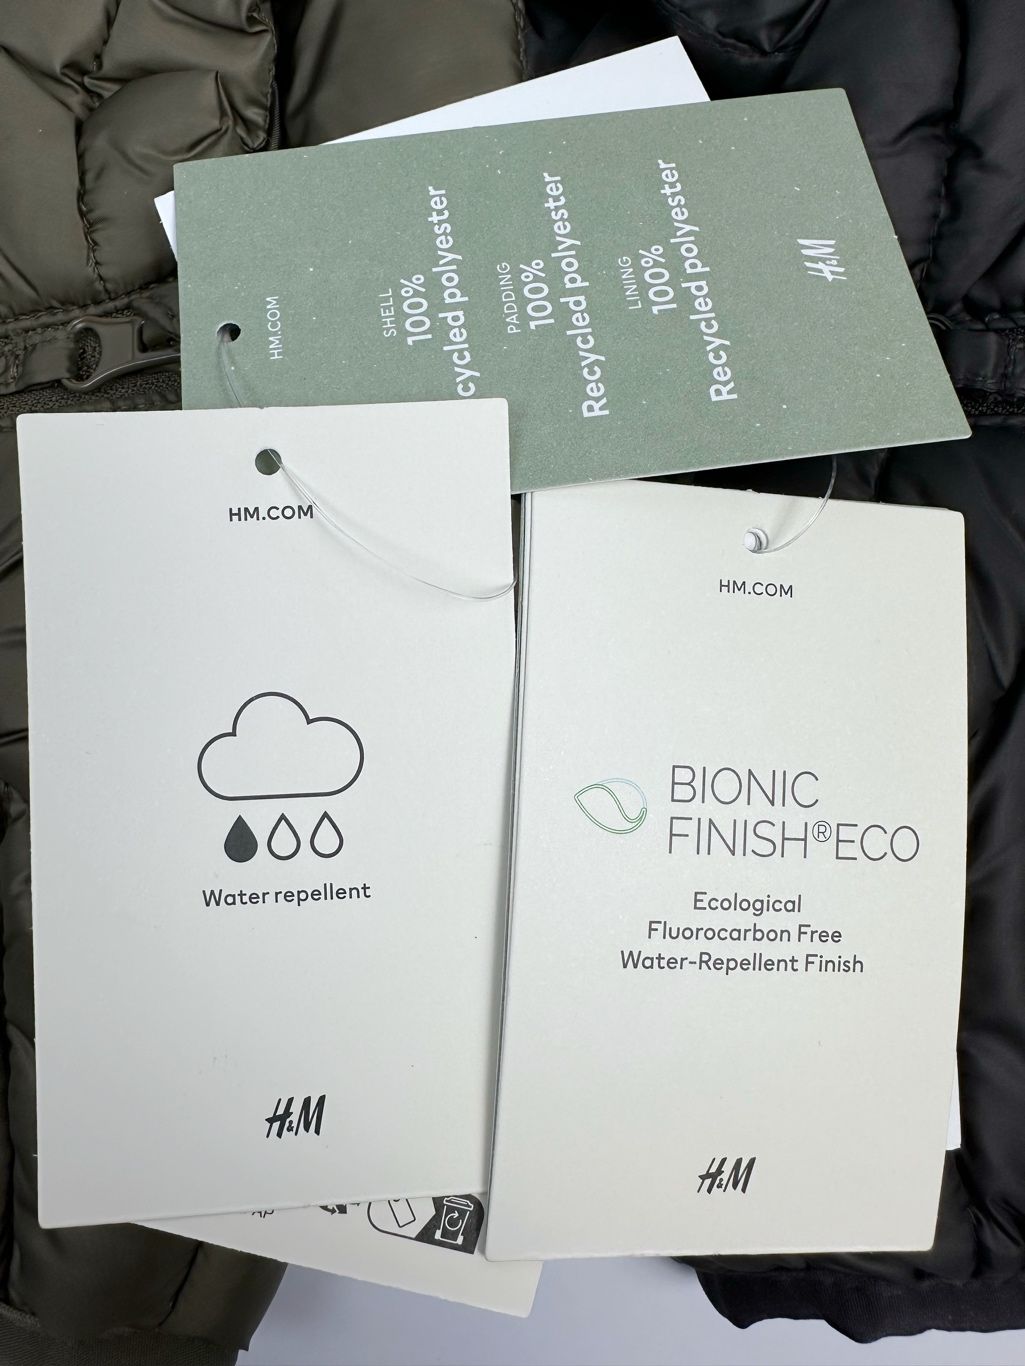 HM.COM
SHELL
100%
cycled polyester
PADDING
100%
Recycled polyester
LINING
100%
Recycled polyester
H&M
HM.COM
Water repellent
H&M
HM.COM
BIONIC
FINISH®ECO
Ecological
Fluorocarbon Free
Water-Repellent Finish
H&M